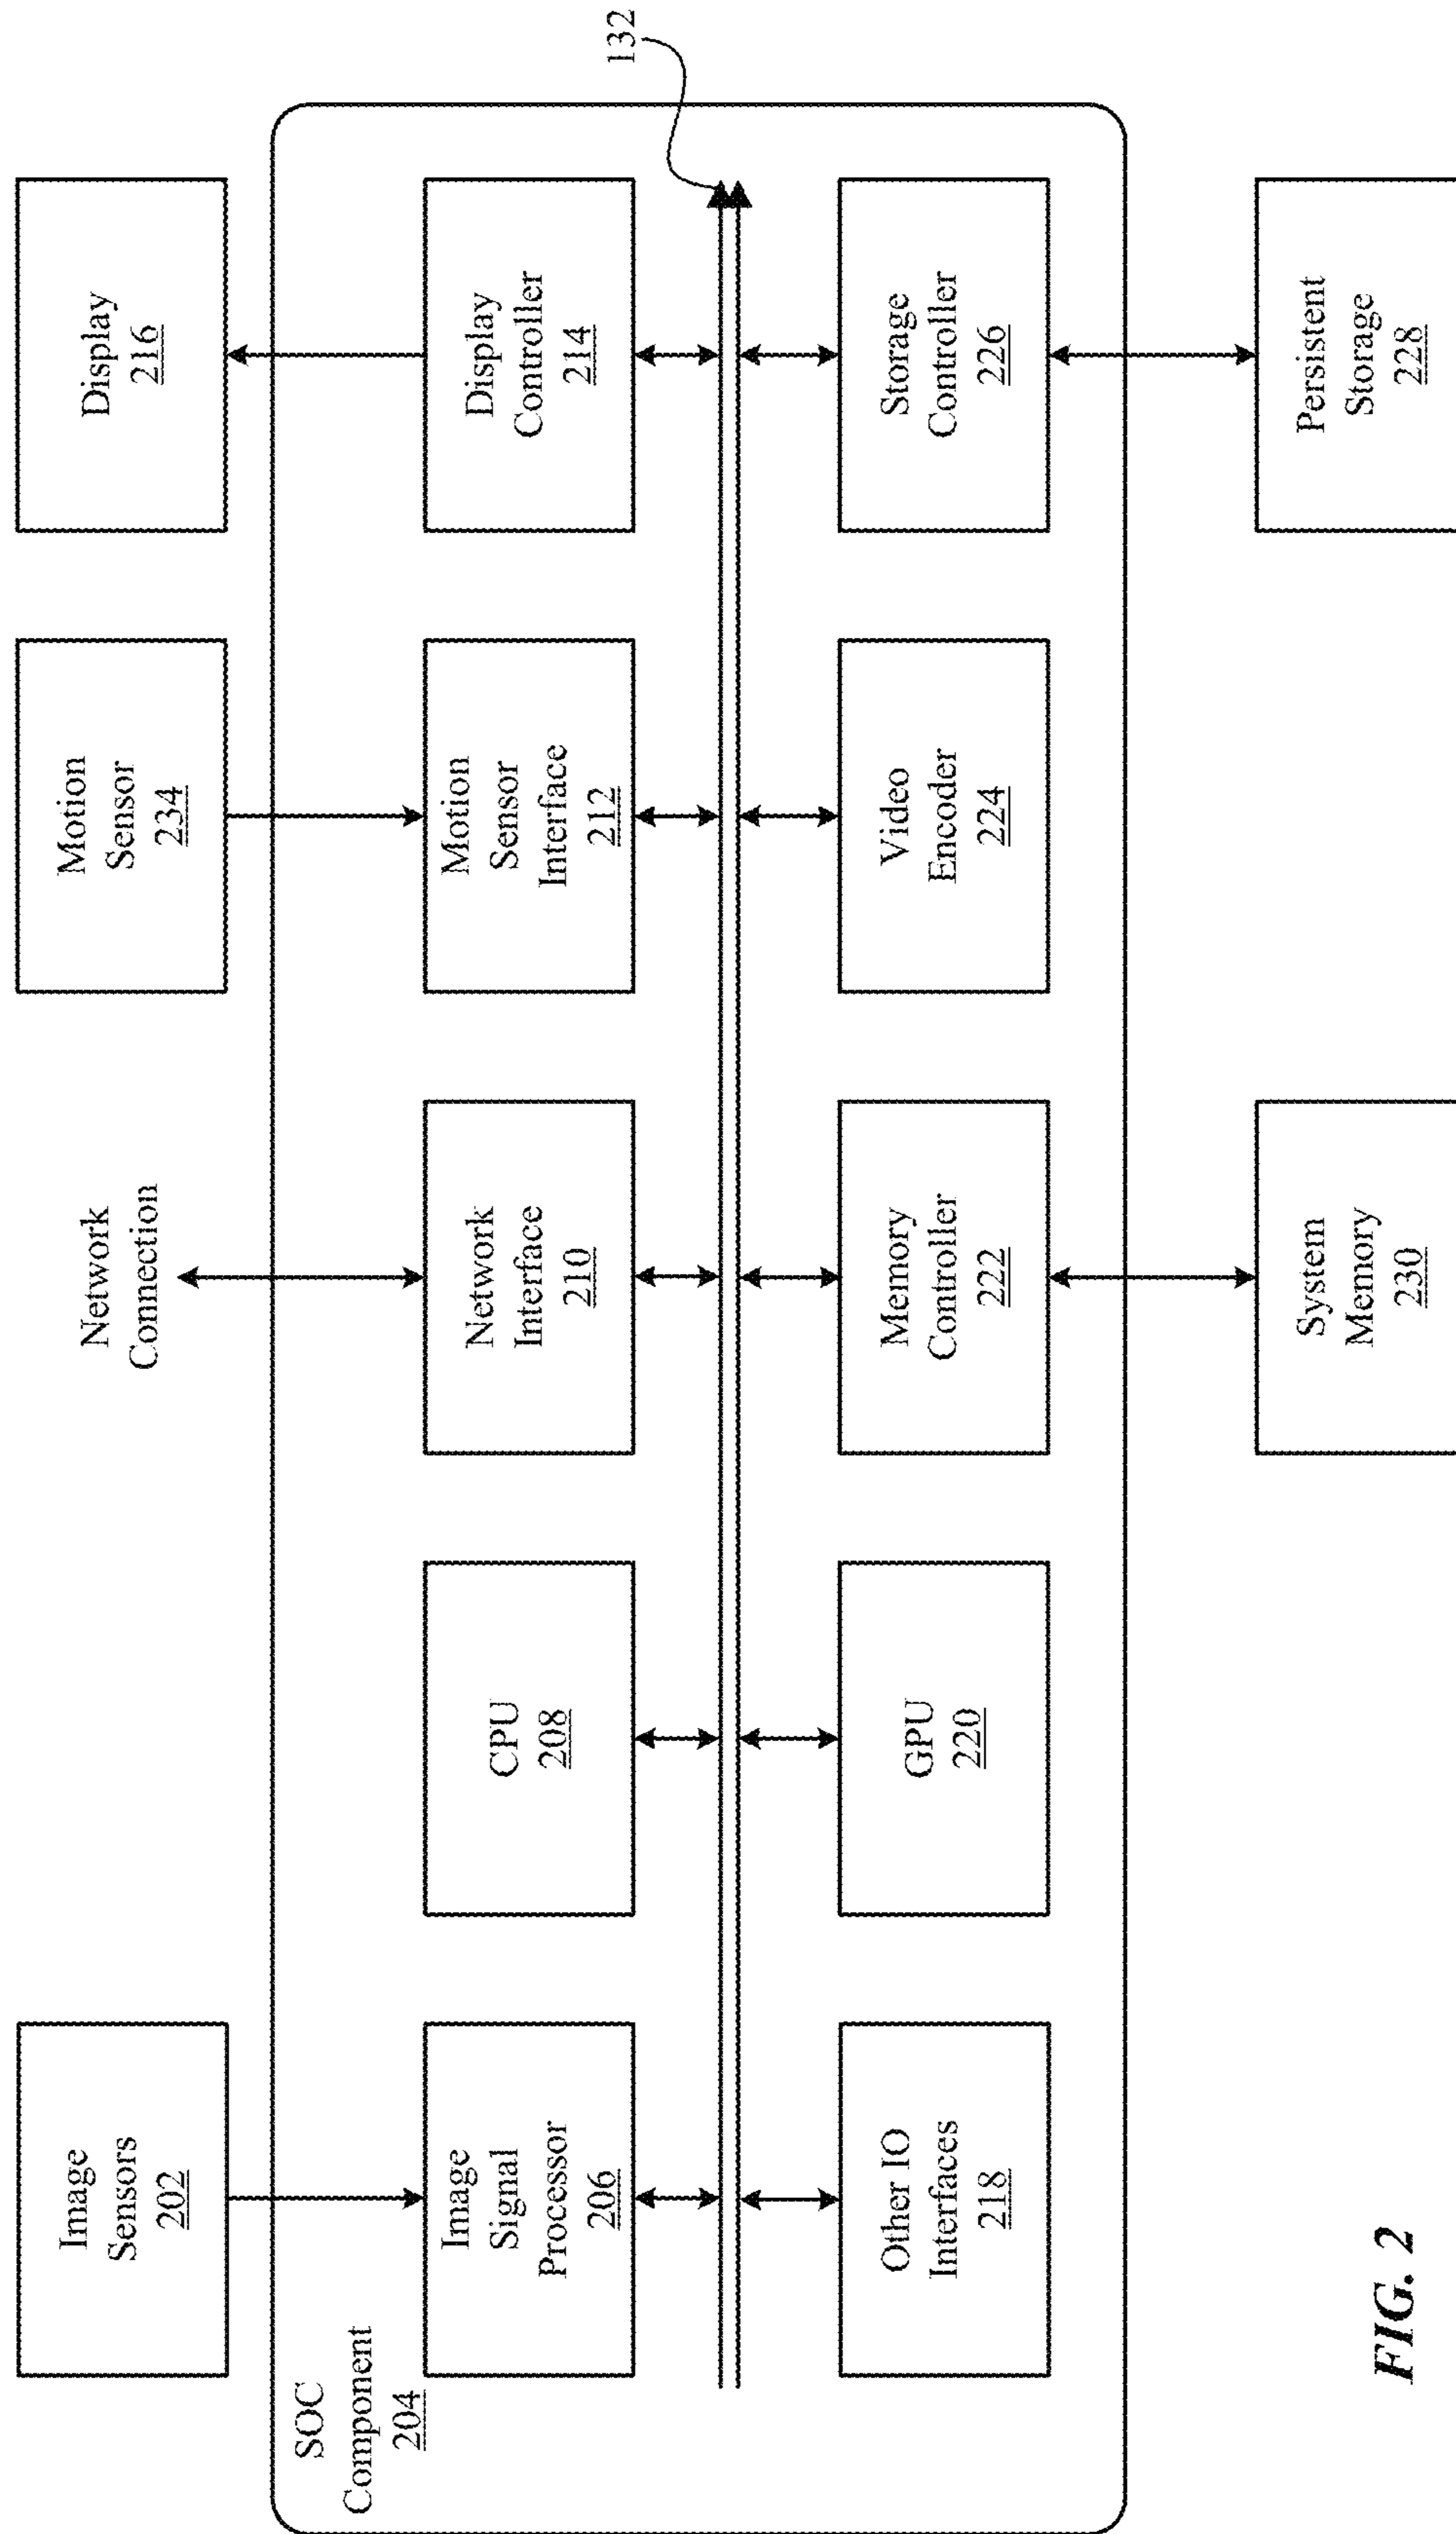 Image
Sensors
202
Network
Connection
Motion
Sensor
234
Display
216
SOC
Component
204
Image
Signal
Processor
206
CPU
208
Network
Interface
210
Motion
Sensor
Interface
212
Display
Controller
214
132
Other IO
Interfaces
218
GPU
220
Memory
Controller
222
Video
Encoder
224
Storage
Controller
226
System
Memory
230
Persistent
Storage
228
FIG. 2